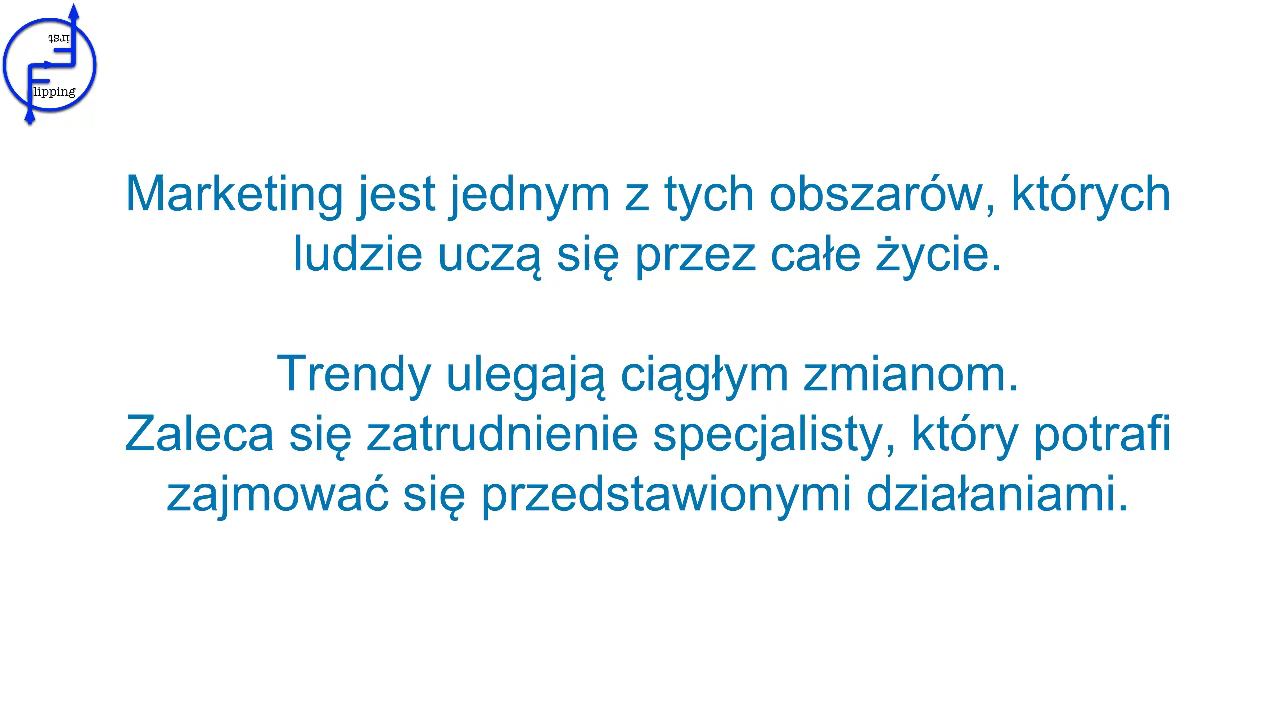 irst
lipping
Marketing jest jednym z tych obszarów, których
ludzie uczą się przez całe życie.
Trendy ulegają ciągłym zmianom.
Zaleca się zatrudnienie specjalisty, który potrafi
zajmować się przedstawionymi działaniami.